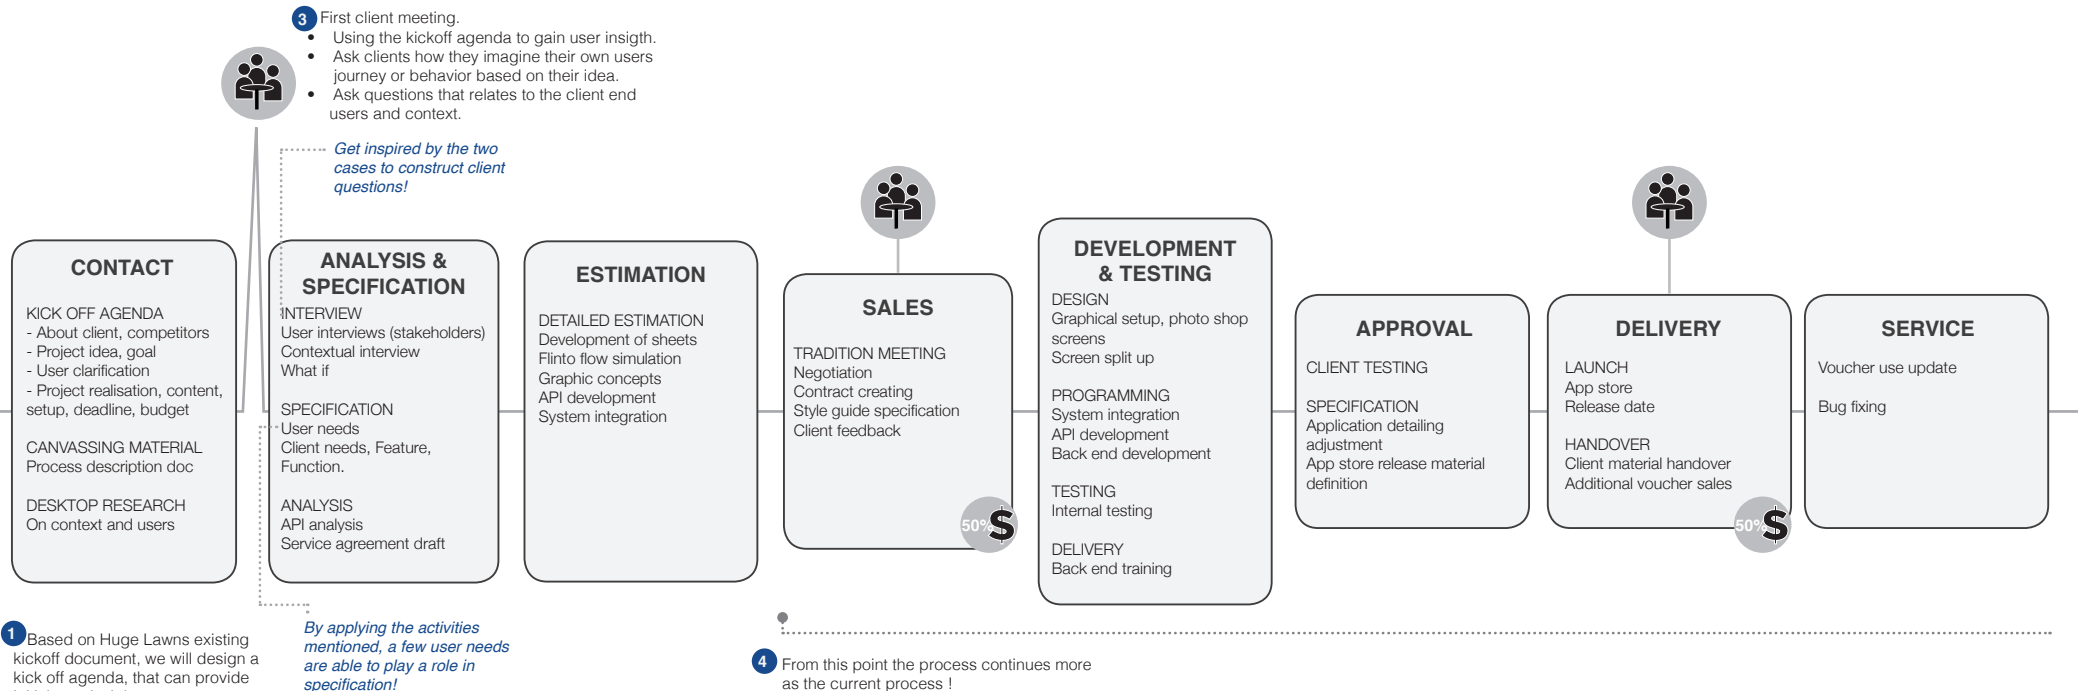 3 First client meeting.
• Using the kickoff agenda to gain user insigth.
• Ask clients how they imagine their own users
journey or behavior based on their idea.
• Ask questions that relates to the client end
users and context.
Get inspired by the two
cases to construct client
questions!
CONTACT
KICK OFF AGENDA
- About client, competitors
- Project idea, goal
- User clarification
- Project realisation, content,
setup, deadline, budget
CANVASSING MATERIAL
Process description doc
DESKTOP RESEARCH
On context and users
ANALYSIS &
SPECIFICATION
INTERVIEW
User interviews (stakeholders)
Contextual interview
What if
SPECIFICATION
User needs
Client needs, Feature,
Function.
ANALYSIS
API analysis
Service agreement draft
ESTIMATION
DETAILED ESTIMATION
Development of sheets
Flinto flow simulation
Graphic concepts
API development
System integration
SALES
TRADITION MEETING
Negotiation
Contract creating
Style guide specification
Client feedback
50% $
DEVELOPMENT
& TESTING
DESIGN
Graphical setup, photo shop
screens
Screen split up
PROGRAMMING
System integration
API development
Back end development
TESTING
Internal testing
DELIVERY
Back end training
APPROVAL
CLIENT TESTING
SPECIFICATION
Application detailing
adjustment
App store release material
definition
DELIVERY
LAUNCH
App store
Release date
HANDOVER
Client material handover
Additional voucher sales
50% $
SERVICE
Voucher use update
Bug fixing
1 Based on Huge Lawns existing
kickoff document, we will design a
kick off agenda, that can provide
By applying the activities
mentioned, a few user needs
are able to play a role in
specification!
4 From this point the process continues more
as the current process !